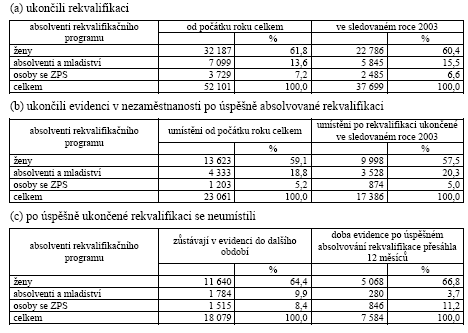 (a) ukončili rekvalifikaci
absolventi rekvalifikačního programu | od počátku roku celkem | ve sledovaném roce 2003
% | %
ženy 32 187 61,8 22 786 60,4
absolventi a mladiství 7 099 13,6 5 845 15,5
osoby se ZPS 3 729 7,2 2 485 6,6
celkem 52 101 100,0 37 699 100,0
(b) ukončili evidenci v nezaměstnanosti po úspěšně absolvované rekvalifikaci
absolventi rekvalifikačního programu | umístění od počátku roku celkem | umístění po rekvalifikaci ukončené ve sledovaném roce 2003
% | %
ženy 13 623 59,1 9 998 57,5
absolventi a mladiství 4 333 18,8 3 528 20,3
osoby se ZPS 1 203 5,2 874 5,0
celkem 23 061 100,0 17 386 100,0
(c) po úspěšně ukončené rekvalifikaci se neumístili
absolventi rekvalifikačního programu | zůstávají v evidenci do dalšího období | doba evidence po úspěšném absolvování rekvalifikace přesáhla 12 měsíců
% | %
ženy 11 640 64,4 5 068 66,8
absolventi a mladiství 1 784 9,9 280 3,7
osoby se ZPS 1 515 8,4 846 11,2
celkem 18 079 100,0 7 584 100,0